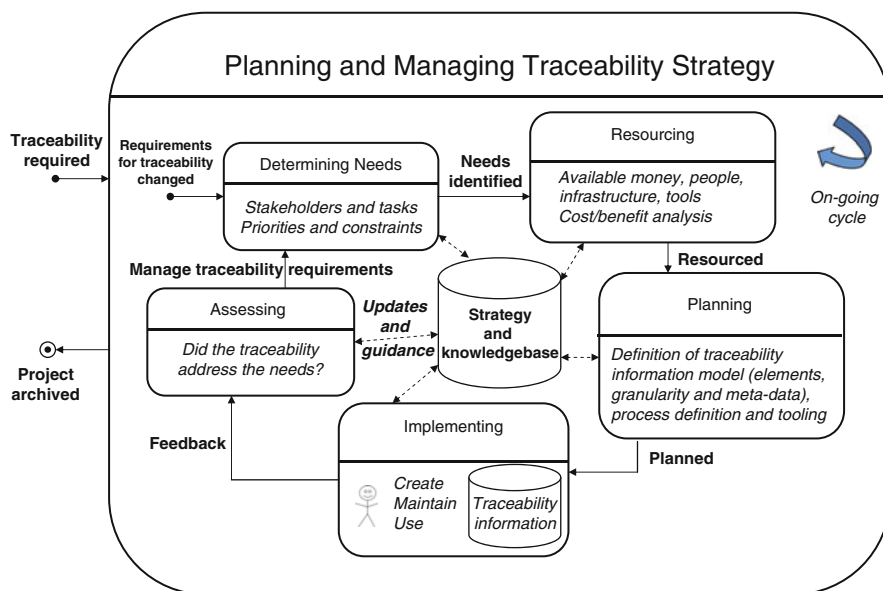 Planning and Managing Traceability Strategy
Traceability
required
Requirements
for traceability
changed
Determining Needs
Stakeholders and tasks
Priorities and constraints
Needs
identified
Resourcing
Available money, people,
infrastructure, tools
Cost/benefit analysis
On-going
cycle
Resourced
Manage traceability requirements
Assessing
Did the traceability
address the needs?
Updates
and
guidance
Strategy
and
knowledgebase
Planning
Definition of traceability
information model (elements,
granularity and meta-data),
process definition and tooling
Project
archived
Feedback
Implementing
Create
Maintain
Use
Traceability
information
Planned